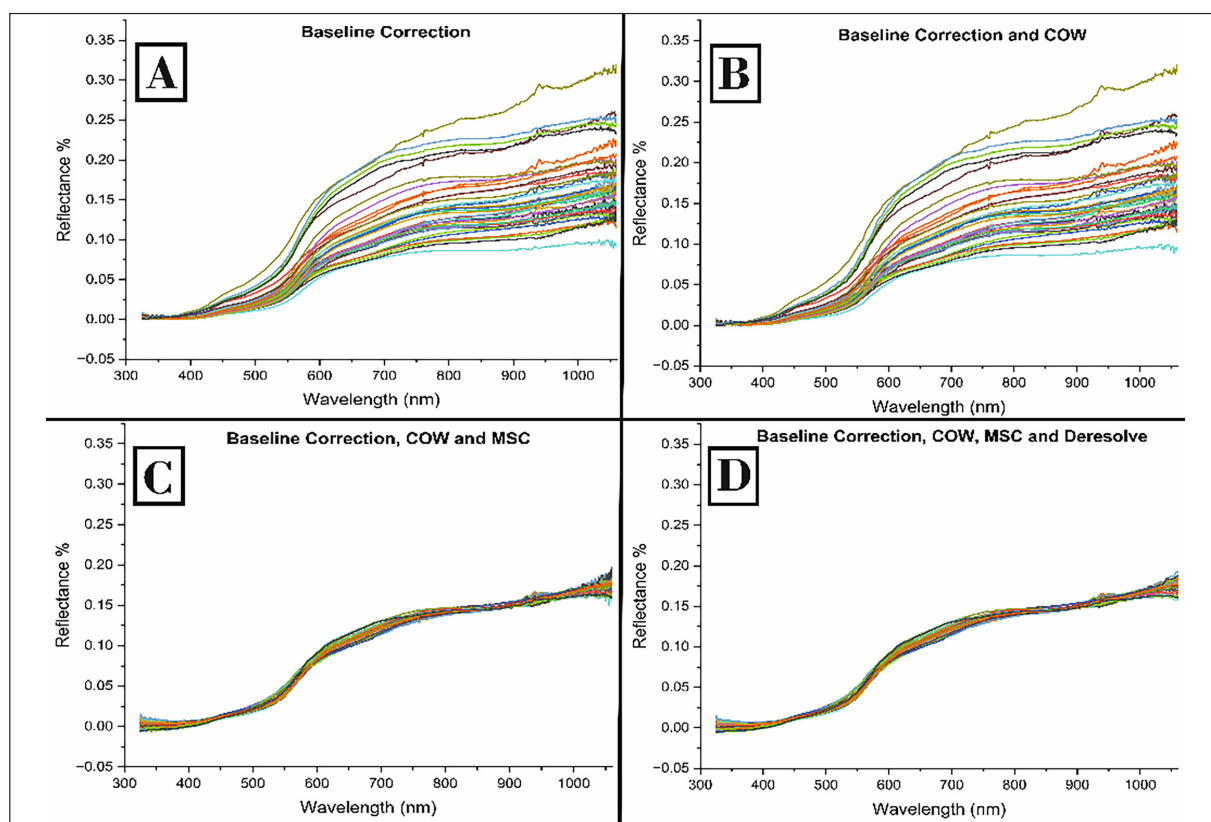 Baseline Correction
A
0.35
0.30
0.25
0.20
0.15
0.10
0.05
0.00
−0.05
Reflectance %
300 400 500 600 700 800 900 1000
Wavelength (nm)
Baseline Correction and COW
B
0.35
0.30
0.25
0.20
0.15
0.10
0.05
0.00
−0.05
Reflectance %
300 400 500 600 700 800 900 1000
Wavelength (nm)
Baseline Correction, COW and MSC
C
0.35
0.30
0.25
0.20
0.15
0.10
0.05
0.00
−0.05
Reflectance %
300 400 500 600 700 800 900 1000
Wavelength (nm)
Baseline Correction, COW, MSC and Deresolve
D
0.35
0.30
0.25
0.20
0.15
0.10
0.05
0.00
−0.05
Reflectance %
300 400 500 600 700 800 900 1000
Wavelength (nm)